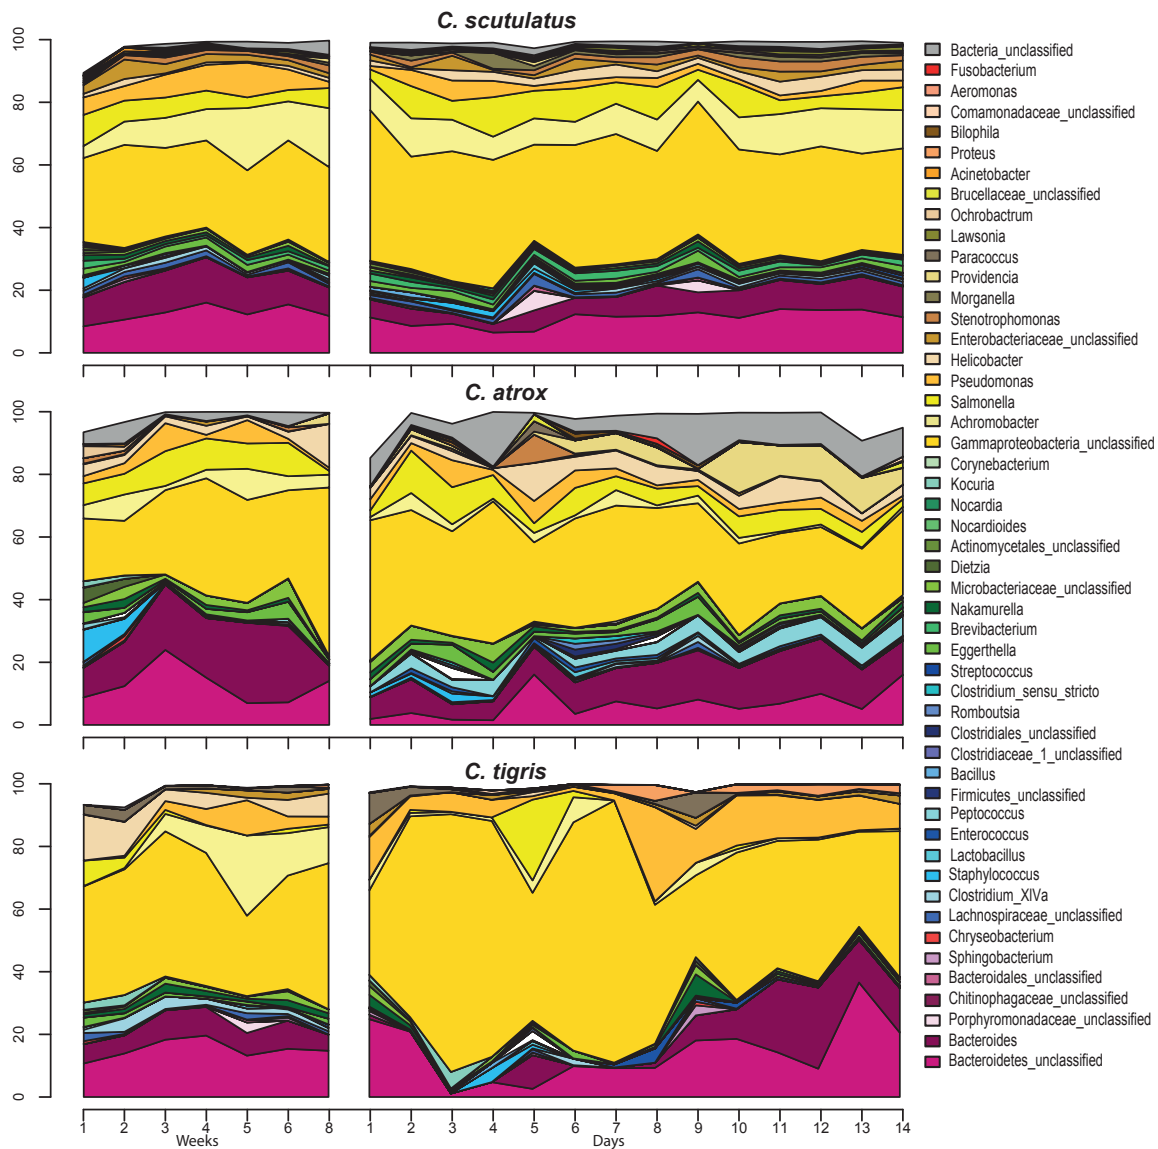 C. scutulatus
100
80
60
40
20
0
C. atrox
100
80
60
40
20
0
C. tigris
100
80
60
40
20
0
1 2 3 4 5 6 8 1 2 3 4 5 6 7 8 9 10 11 12 13 14
Weeks Days
Bacteria_unclassified
Fusobacterium
Aeromonas
Comamonadaceae_unclassified
Bilophila
Proteus
Acinetobacter
Brucellaceae_unclassified
Ochrobactrum
Lawsonia
Paracoccus
Providencia
Morganella
Stenotrophomonas
Enterobacteriaceae_unclassified
Helicobacter
Pseudomonas
Salmonella
Achromobacter
Gammaproteobacteria_unclassified
Corynebacterium
Kocuria
Nocardia
Nocardioides
Actinomycetales_unclassified
Dietzia
Microbacteriaceae_unclassified
Nakamurella
Brevibacterium
Eggerthella
Streptococcus
Clostridium_sensu_stricto
Romboutsia
Clostridiales_unclassified
Clostridiaceae_1_unclassified
Bacillus
Firmicutes_unclassified
Peptococcus
Enterococcus
Lactobacillus
Staphylococcus
Clostridium_XlVa
Lachnospiraceae_unclassified
Chryseobacterium
Sphingobacterium
Bacteroidales_unclassified
Chitinophagaceae_unclassified
Porphyromonadaceae_unclassified
Bacteroides
Bacteroidetes_unclassified